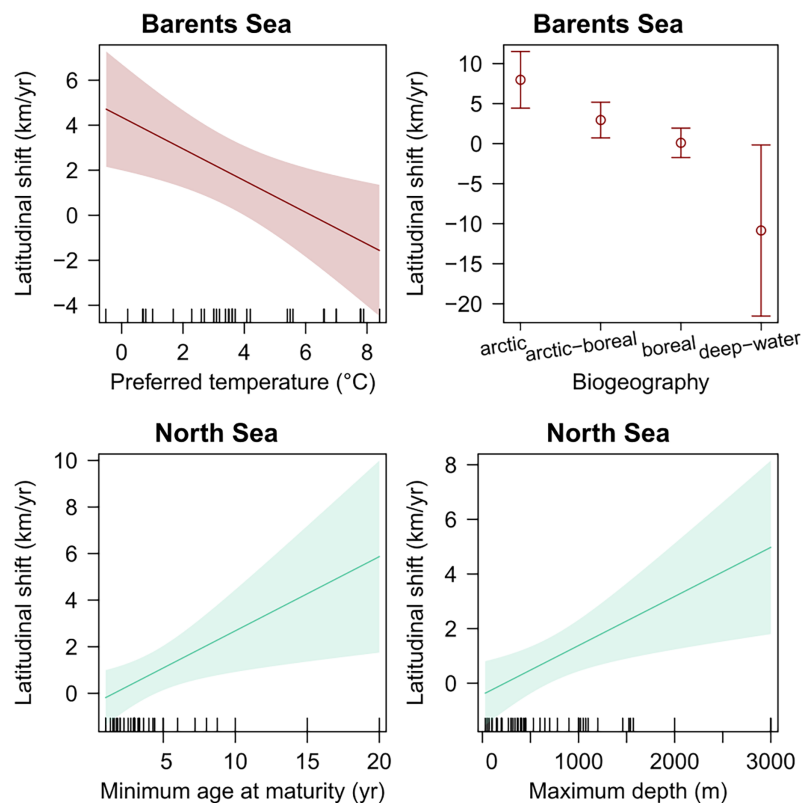 Barents Sea
Latitudinal shift (km/yr)
6
4
2
0
−2
−4
0
2
4
6
8
Preferred temperature (°C)
Barents Sea
Latitudinal shift (km/yr)
10
5
0
−5
−10
−15
−20
arctic
arctic−boreal
boreal
deep−water
Biogeography
North Sea
Latitudinal shift (km/yr)
10
8
6
4
2
0
5
10
15
20
Minimum age at maturity (yr)
North Sea
Latitudinal shift (km/yr)
8
6
4
2
0
0
1000
2000
3000
Maximum depth (m)